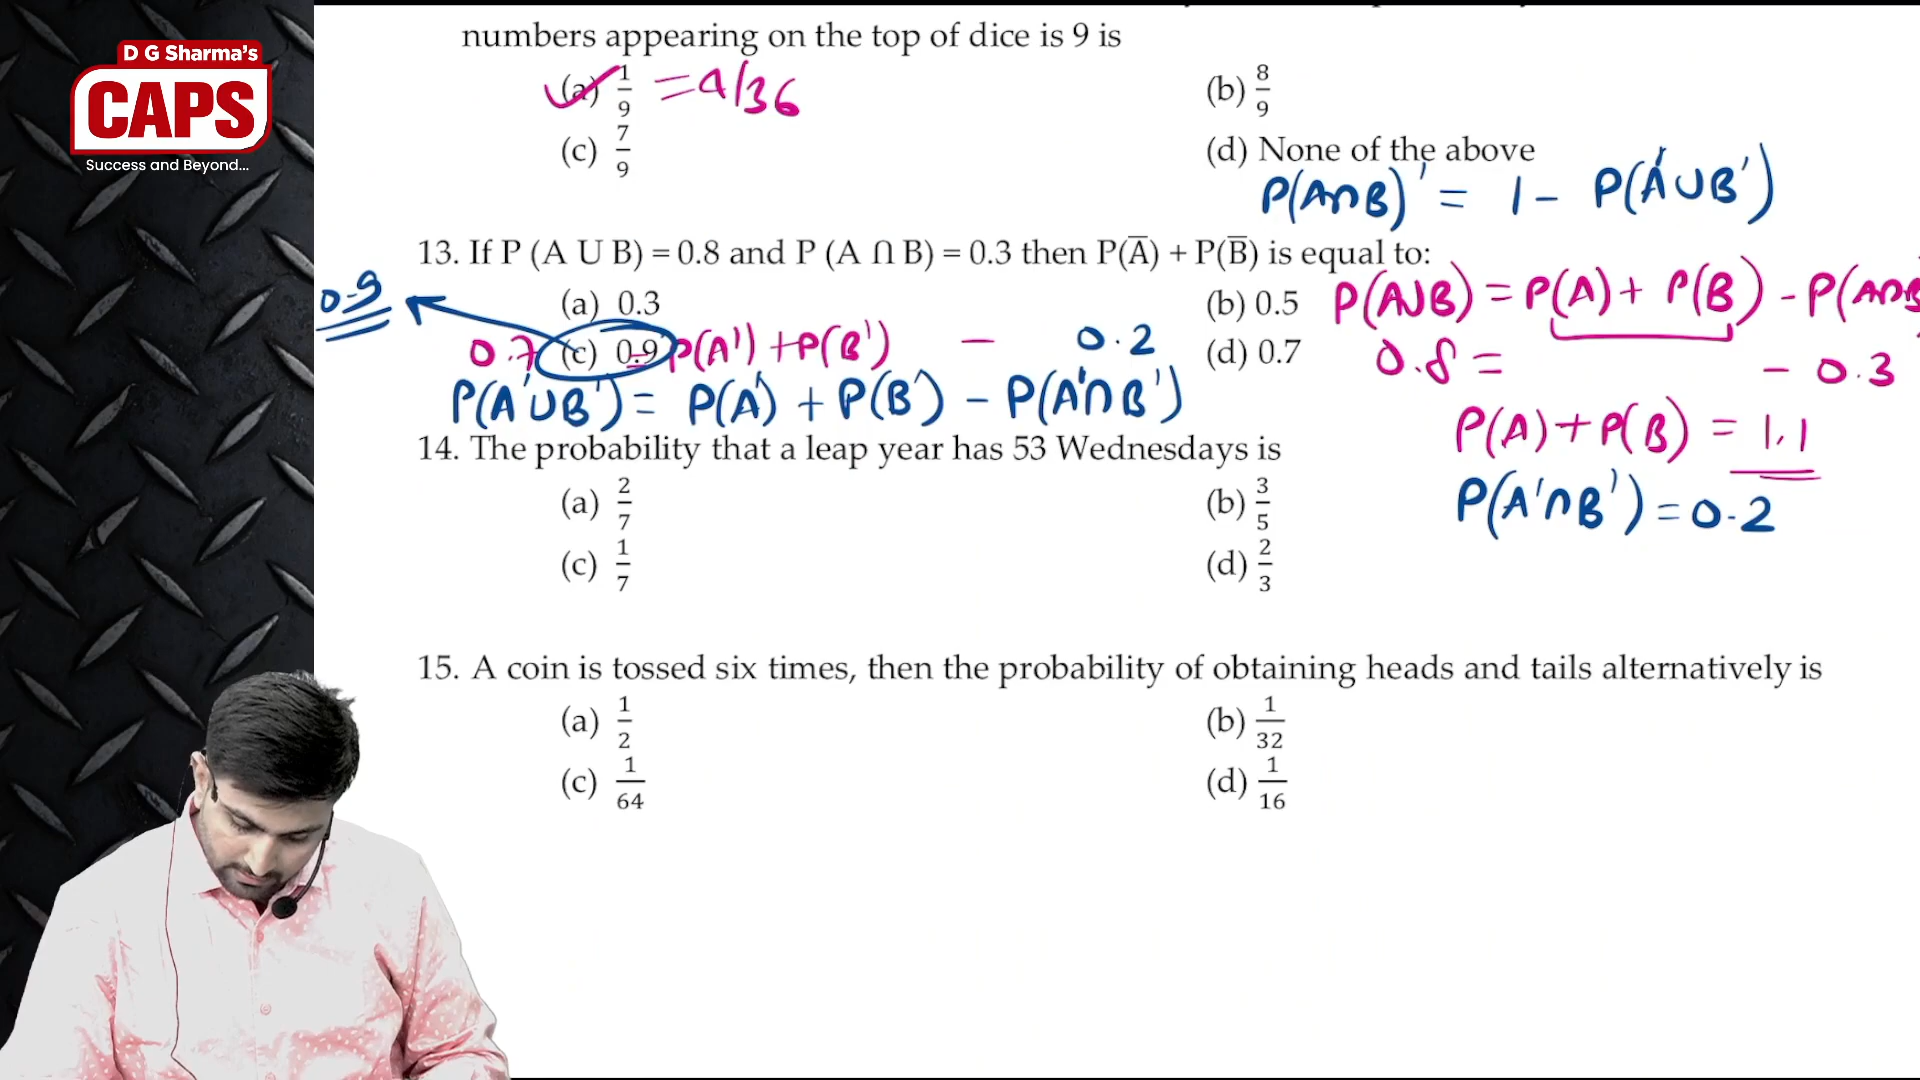 D G Sharma's
CAPS
Success and Beyond...
numbers appearing on the top of dice is 9 is
(a) 1/9 = 4/36
(b) 8/9
(c) 7/9
(d) None of the above
P(A∩B)' = 1 - P(A'∪B')
13. If P (A U B) = 0.8 and P (A ∩ B) = 0.3 then P(A̅) + P(B̅) is equal to:
0.9
(a) 0.3
(b) 0.5
P(A∪B) = P(A) + P(B) - P(A∩B
0.7 = P(A') + P(B') - 0.2
(c) 0.9
(d) 0.7
0.8 = - 0.3
P(A'∪B') = P(A') + P(B') - P(A'∩B')
P(A) + P(B) = 1.1
14. The probability that a leap year has 53 Wednesdays is
(a) 2/7
(b) 3/5
P(A'∩B') = 0.2
(c) 1/7
(d) 2/3
15. A coin is tossed six times, then the probability of obtaining heads and tails alternatively is
(a) 1/2
(b) 1/32
(c) 1/64
(d) 1/16